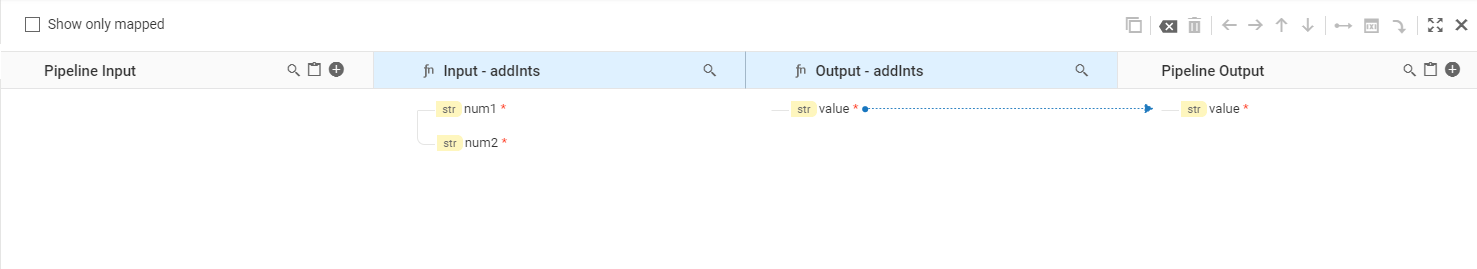 Show only mapped
Pipeline Input
fn Input - addInts
fn Output - addInts
Pipeline Output
str num1 *
str value *
str value *
str num2 *